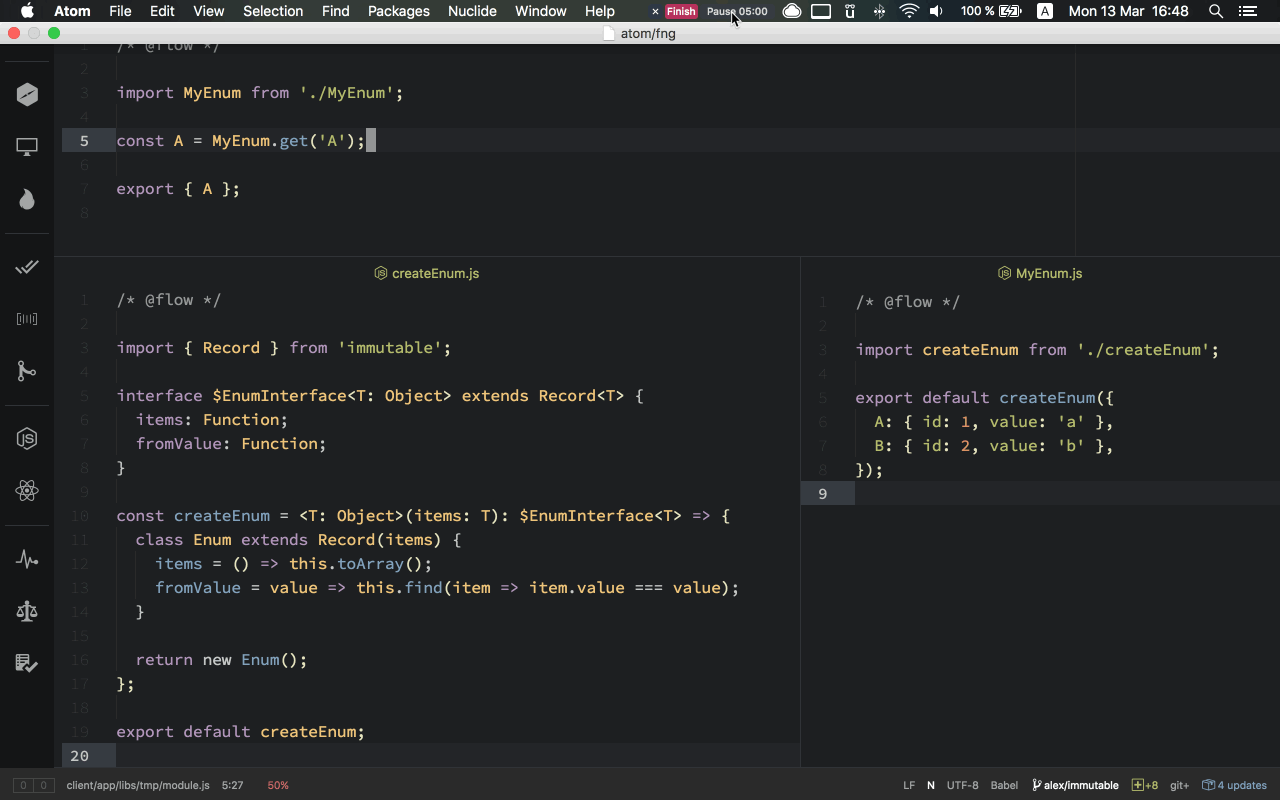 Atom File Edit View Selection Find Packages Nuclide Window Help × Finish Pause 05:00 100 % A Mon 13 Mar 16:48
atom/fng
/* @flow */
2
3 import MyEnum from './MyEnum';
4
5 const A = MyEnum.get('A');
6
7 export { A };
8
createEnum.js
1 /* @flow */
2
3 import { Record } from 'immutable';
4
5 interface $EnumInterface<T: Object> extends Record<T> {
6 items: Function;
7 fromValue: Function;
8 }
9
10 const createEnum = <T: Object>(items: T): $EnumInterface<T> => {
11 class Enum extends Record(items) {
12 items = () => this.toArray();
13 fromValue = value => this.find(item => item.value === value);
14 }
15
16 return new Enum();
17 };
18
19 export default createEnum;
20
MyEnum.js
1 /* @flow */
2
3 import createEnum from './createEnum';
4
5 export default createEnum({
6 A: { id: 1, value: 'a' },
7 B: { id: 2, value: 'b' },
8 });
9
0 0 client/app/libs/tmp/module.js 5:27 50% LF N UTF-8 Babel alex/immutable +8 git+ 4 updates